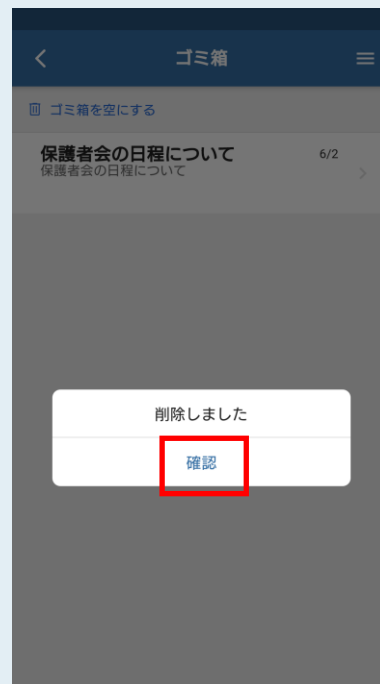 ゴミ箱
ゴミ箱を空にする
保護者会の日程について 6/2
保護者会の日程について
削除しました
確認